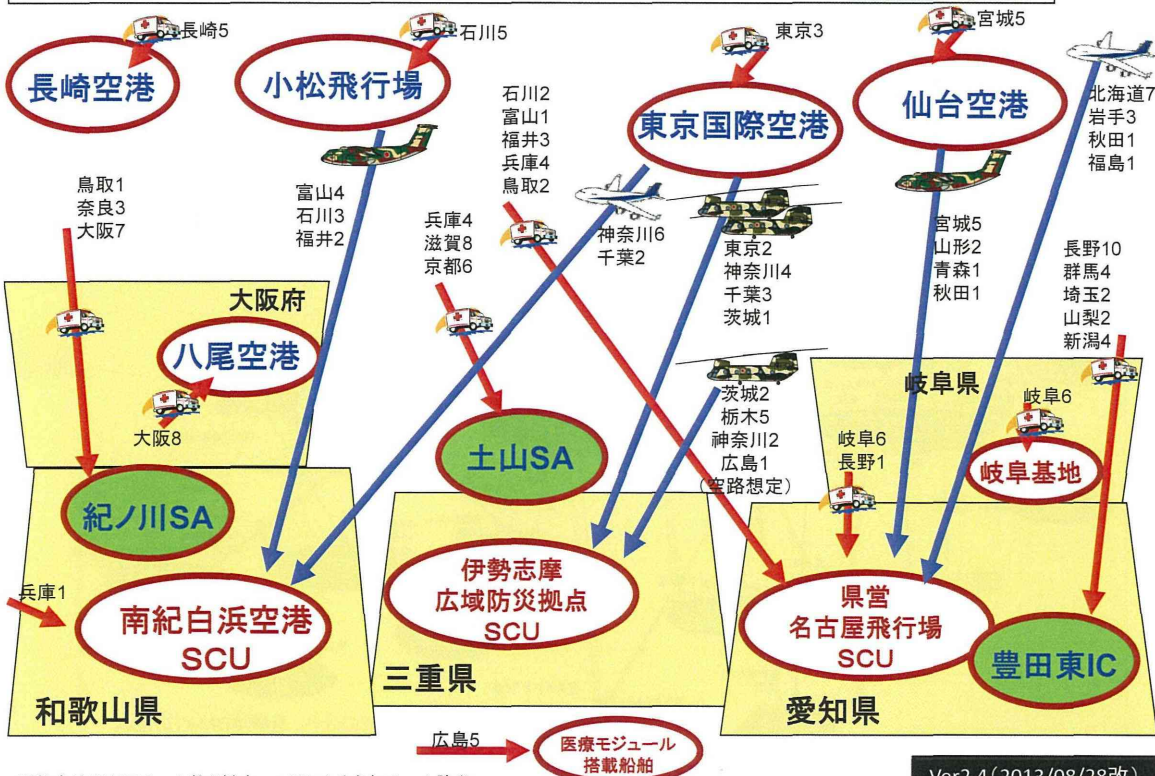 長崎5
石川5
東京3
宮城5
長崎空港
小松飛行場
東京国際空港
仙台空港
北海道7
岩手3
秋田1
福島1
石川2
富山1
福井3
兵庫4
鳥取2
鳥取1
奈良3
大阪7
富山4
石川3
福井2
兵庫4
滋賀8
京都6
神奈川6
千葉2
東京2
神奈川4
千葉3
茨城1
宮城5
山形2
青森1
秋田1
長野10
群馬4
埼玉2
山梨2
新潟4
大阪府
八尾空港
大阪8
茨城2
栃木5
神奈川2
広島1
(空路想定)
岐阜県
岐阜6
岐阜基地
岐阜6
長野1
土山SA
紀ノ川SA
兵庫1
南紀白浜空港
SCU
和歌山県
伊勢志摩
広域防災拠点
SCU
三重県
県営
名古屋飛行場
SCU
豊田東IC
愛知県
広島5
医療モジュール
搭載船舶
Ver2.4(2013/08/28改)